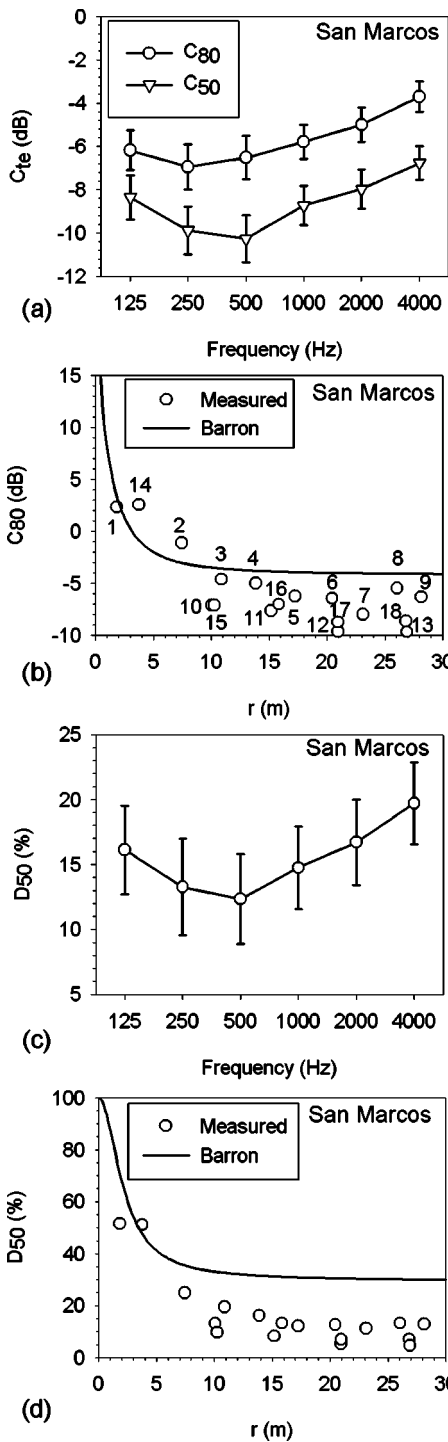 San Marcos
C80
C50
Cte (dB)
0
-2
-4
-6
-8
-10
-12
125 250 500 1000 2000 4000
(a)
Frequency (Hz)
San Marcos
Measured
Barron
C80 (dB)
15
10
5
0
-5
-10
14
1
2
3
4
8
16
6
9
10
15
11
5
17
7
18
12
13
0 5 10 15 20 25 30
(b)
r (m)
San Marcos
D50 (%)
25
20
15
10
5
125 250 500 1000 2000 4000
(c)
Frequency (Hz)
San Marcos
Measured
Barron
D50 (%)
100
80
60
40
20
0
0 5 10 15 20 25 30
(d)
r (m)